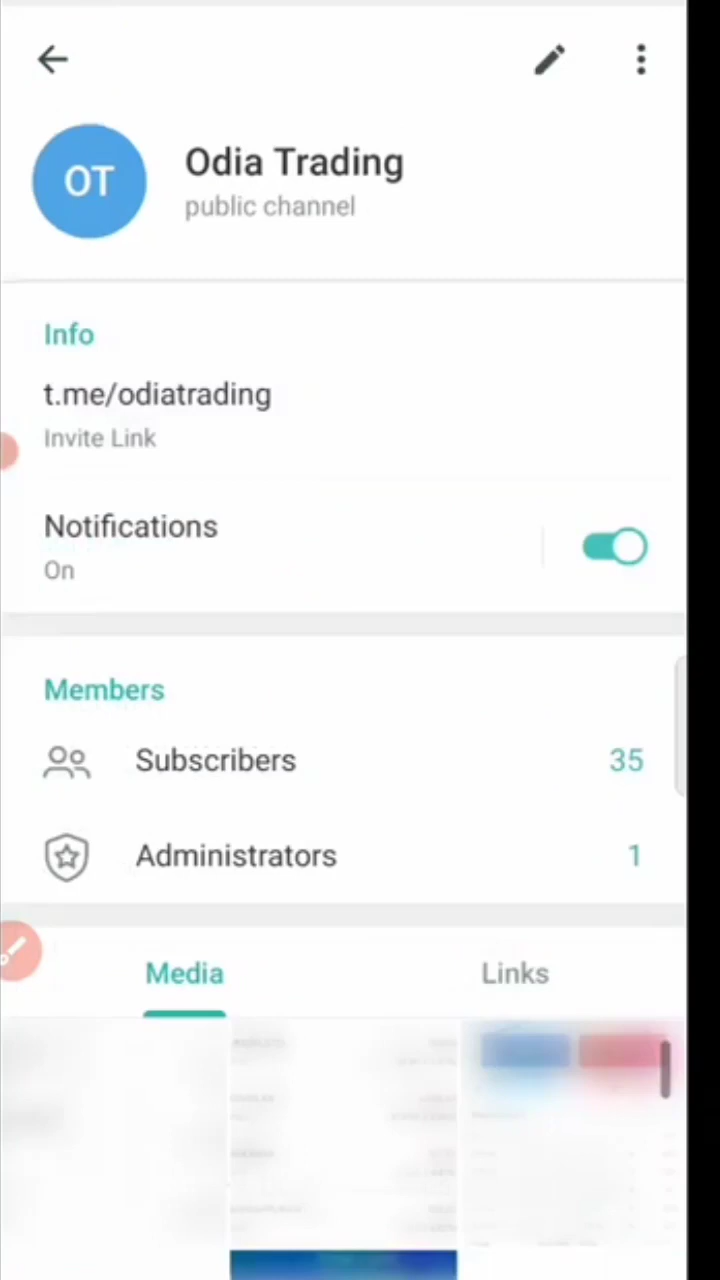 OT
Odia Trading
public channel
Info
t.me/odiatrading
Invite Link
Notifications
On
Members
Subscribers 35
Administrators 1
Media Links